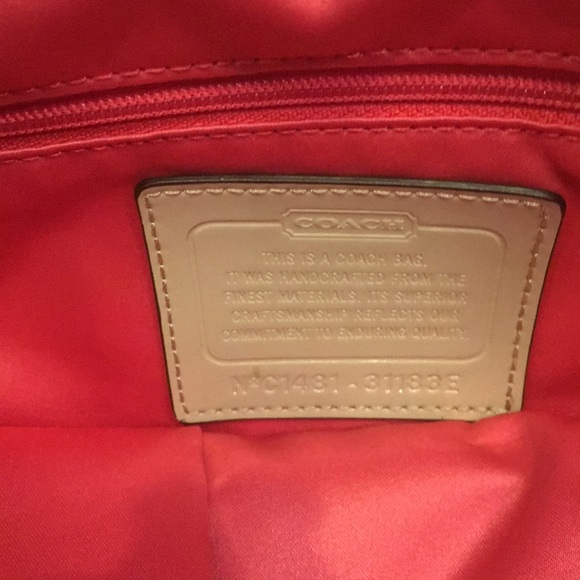 COACH
THIS IS A COACH BAG.
IT WAS HANDCRAFTED FROM THE
FINEST MATERIALS. ITS SUPERIOR
CRAFTSMANSHIP REFLECTS OUR
COMMITMENT TO ENDURING QUALITY.
Nº C1431-31183E